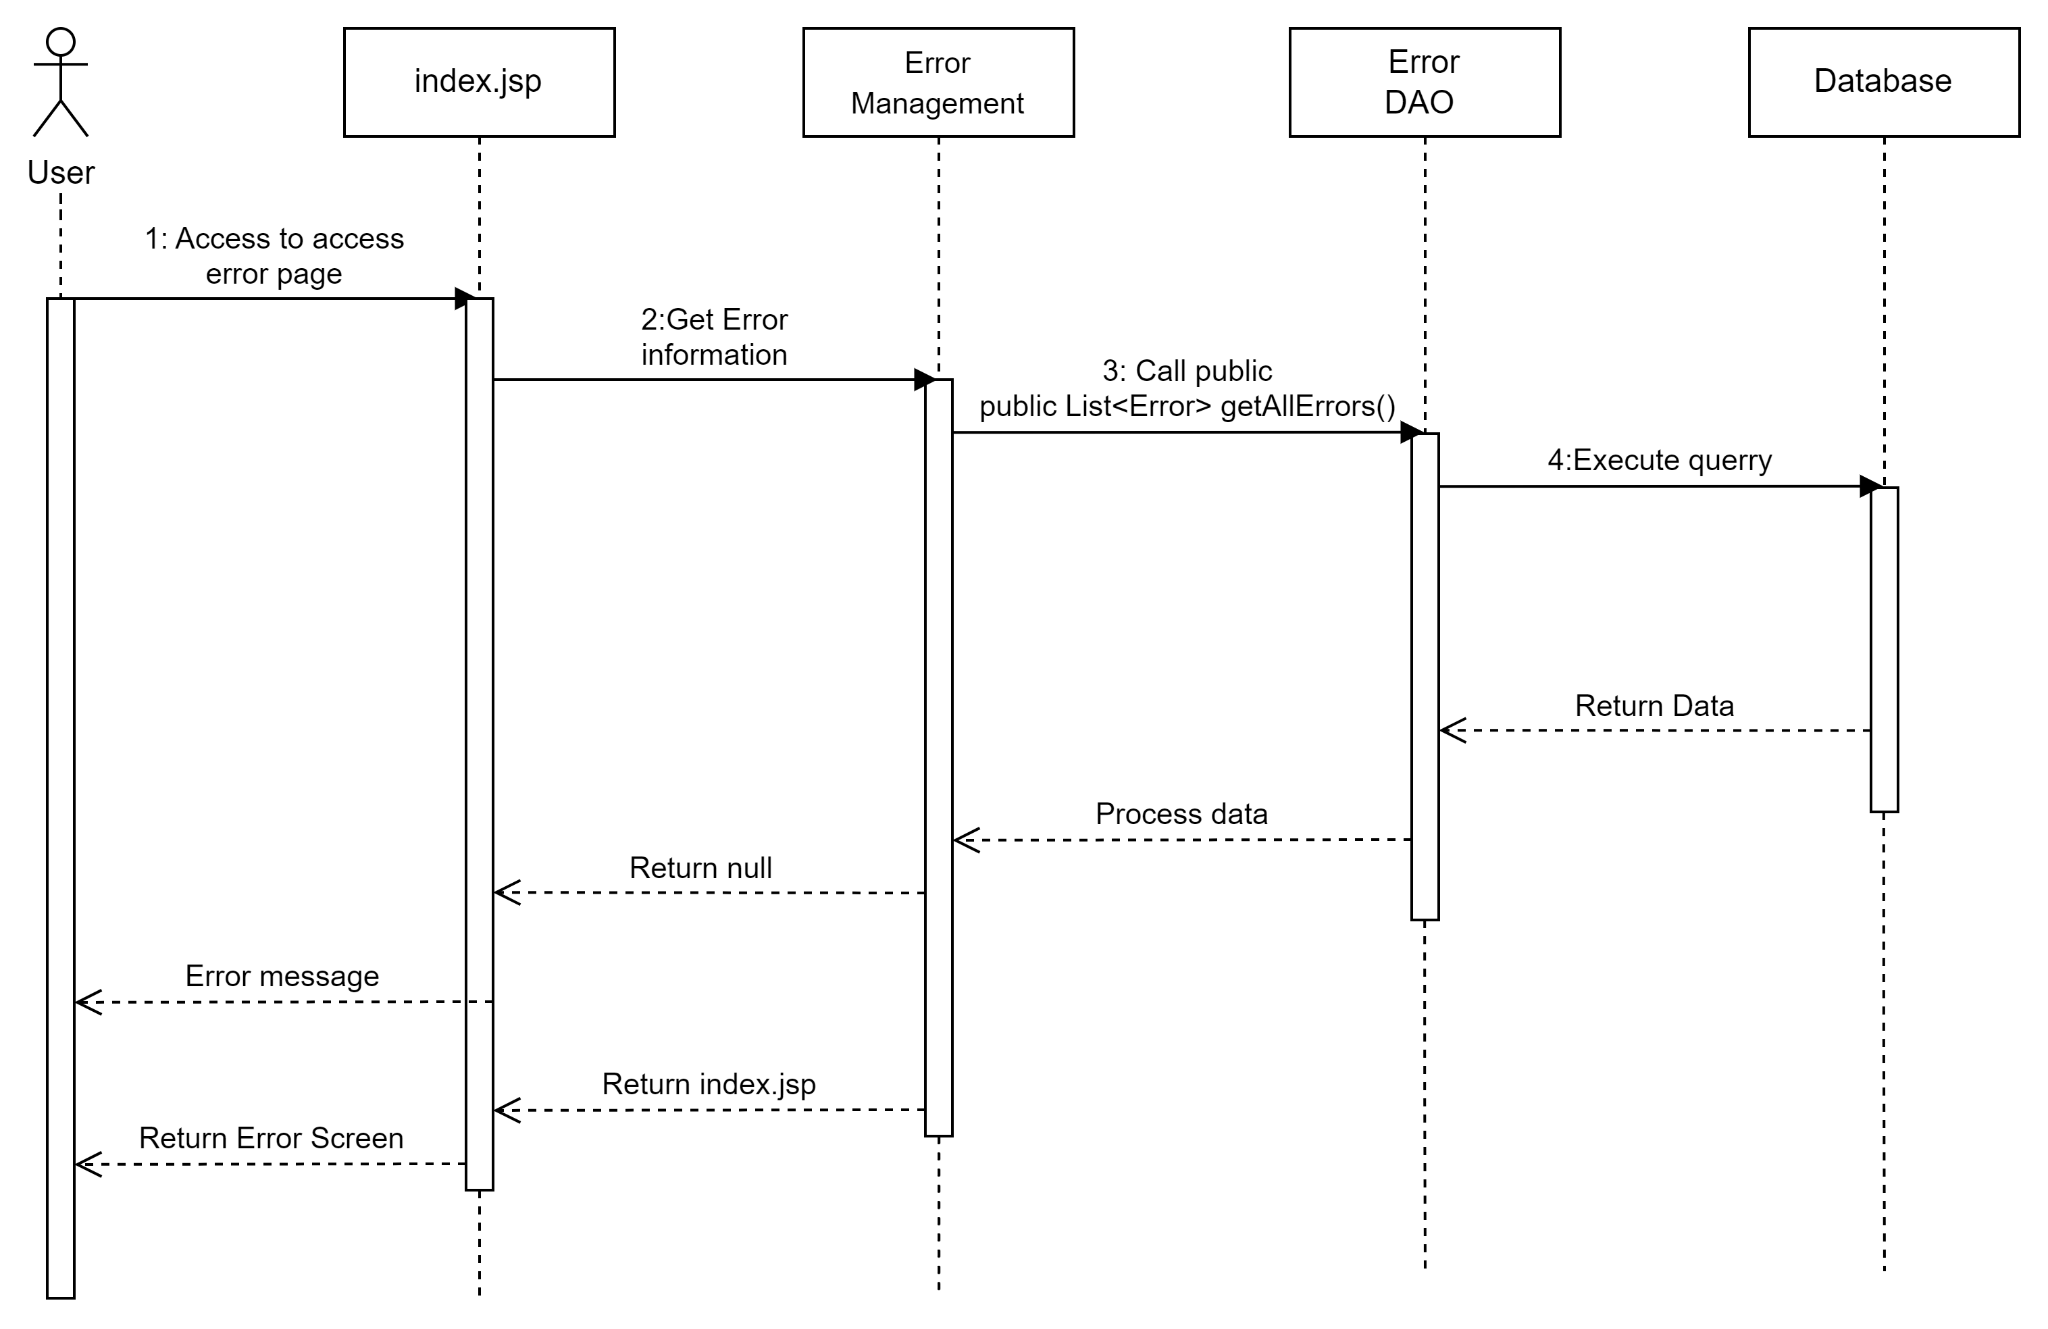 User
index.jsp
Error
Management
Error
DAO
Database
1: Access to access
error page
2:Get Error
information
3: Call public
public List<Error> getAllErrors()
4:Execute querry
Return Data
Process data
Return null
Error message
Return index.jsp
Return Error Screen